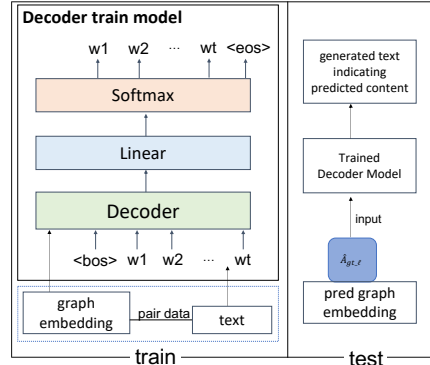 Decoder train model
w1 w2 ... wt <eos>
Softmax
Linear
Decoder
<bos> w1 w2 ... wt
graph
embedding
pair data
text
train
generated text
indicating
predicted content
Trained
Decoder Model
input
pred graph
embedding
test